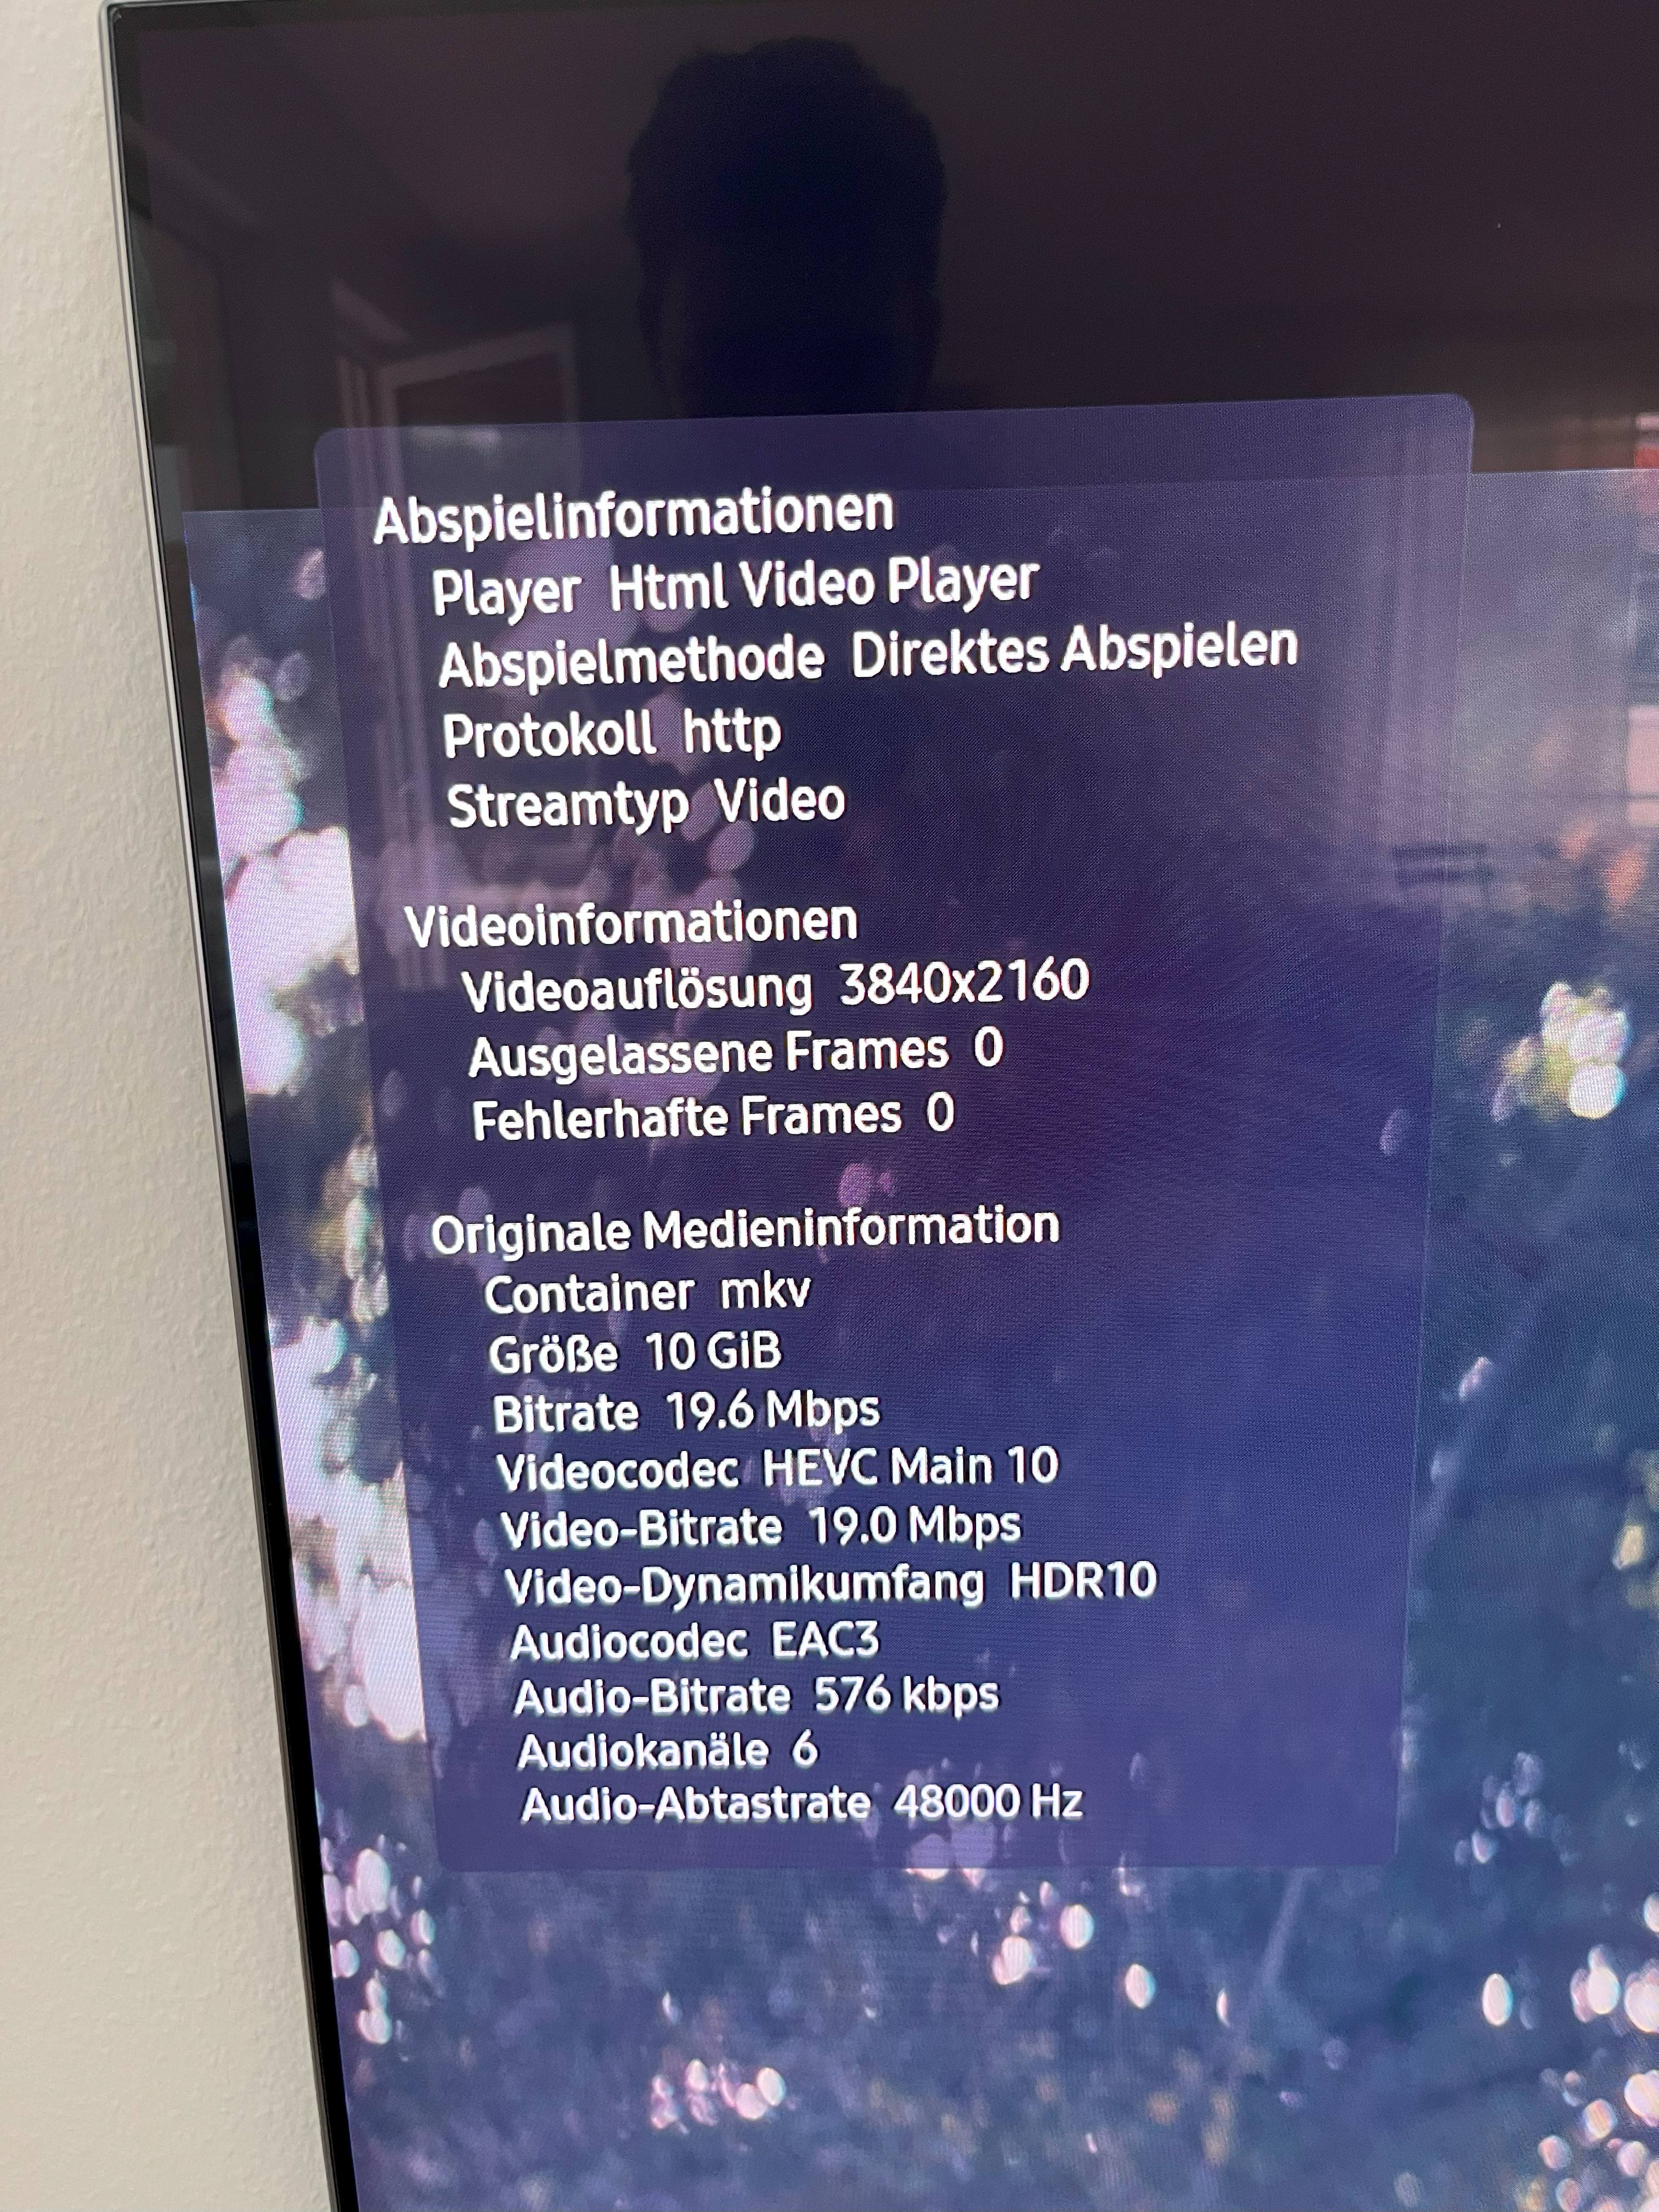 Abspielinformationen
Player Html Video Player
Abspielmethode Direktes Abspielen
Protokoll http
Streamtyp Video
Videoinformationen
Videoauflösung 3840x2160
Ausgelassene Frames 0
Fehlerhafte Frames 0
Originale Medieninformation
Container mkv
Größe 10 GiB
Bitrate 19.6 Mbps
Videocodec HEVC Main 10
Video-Bitrate 19.0 Mbps
Video-Dynamikumfang HDR10
Audiocodec EAC3
Audio-Bitrate 576 kbps
Audiokanäle 6
Audio-Abtastrate 48000 Hz